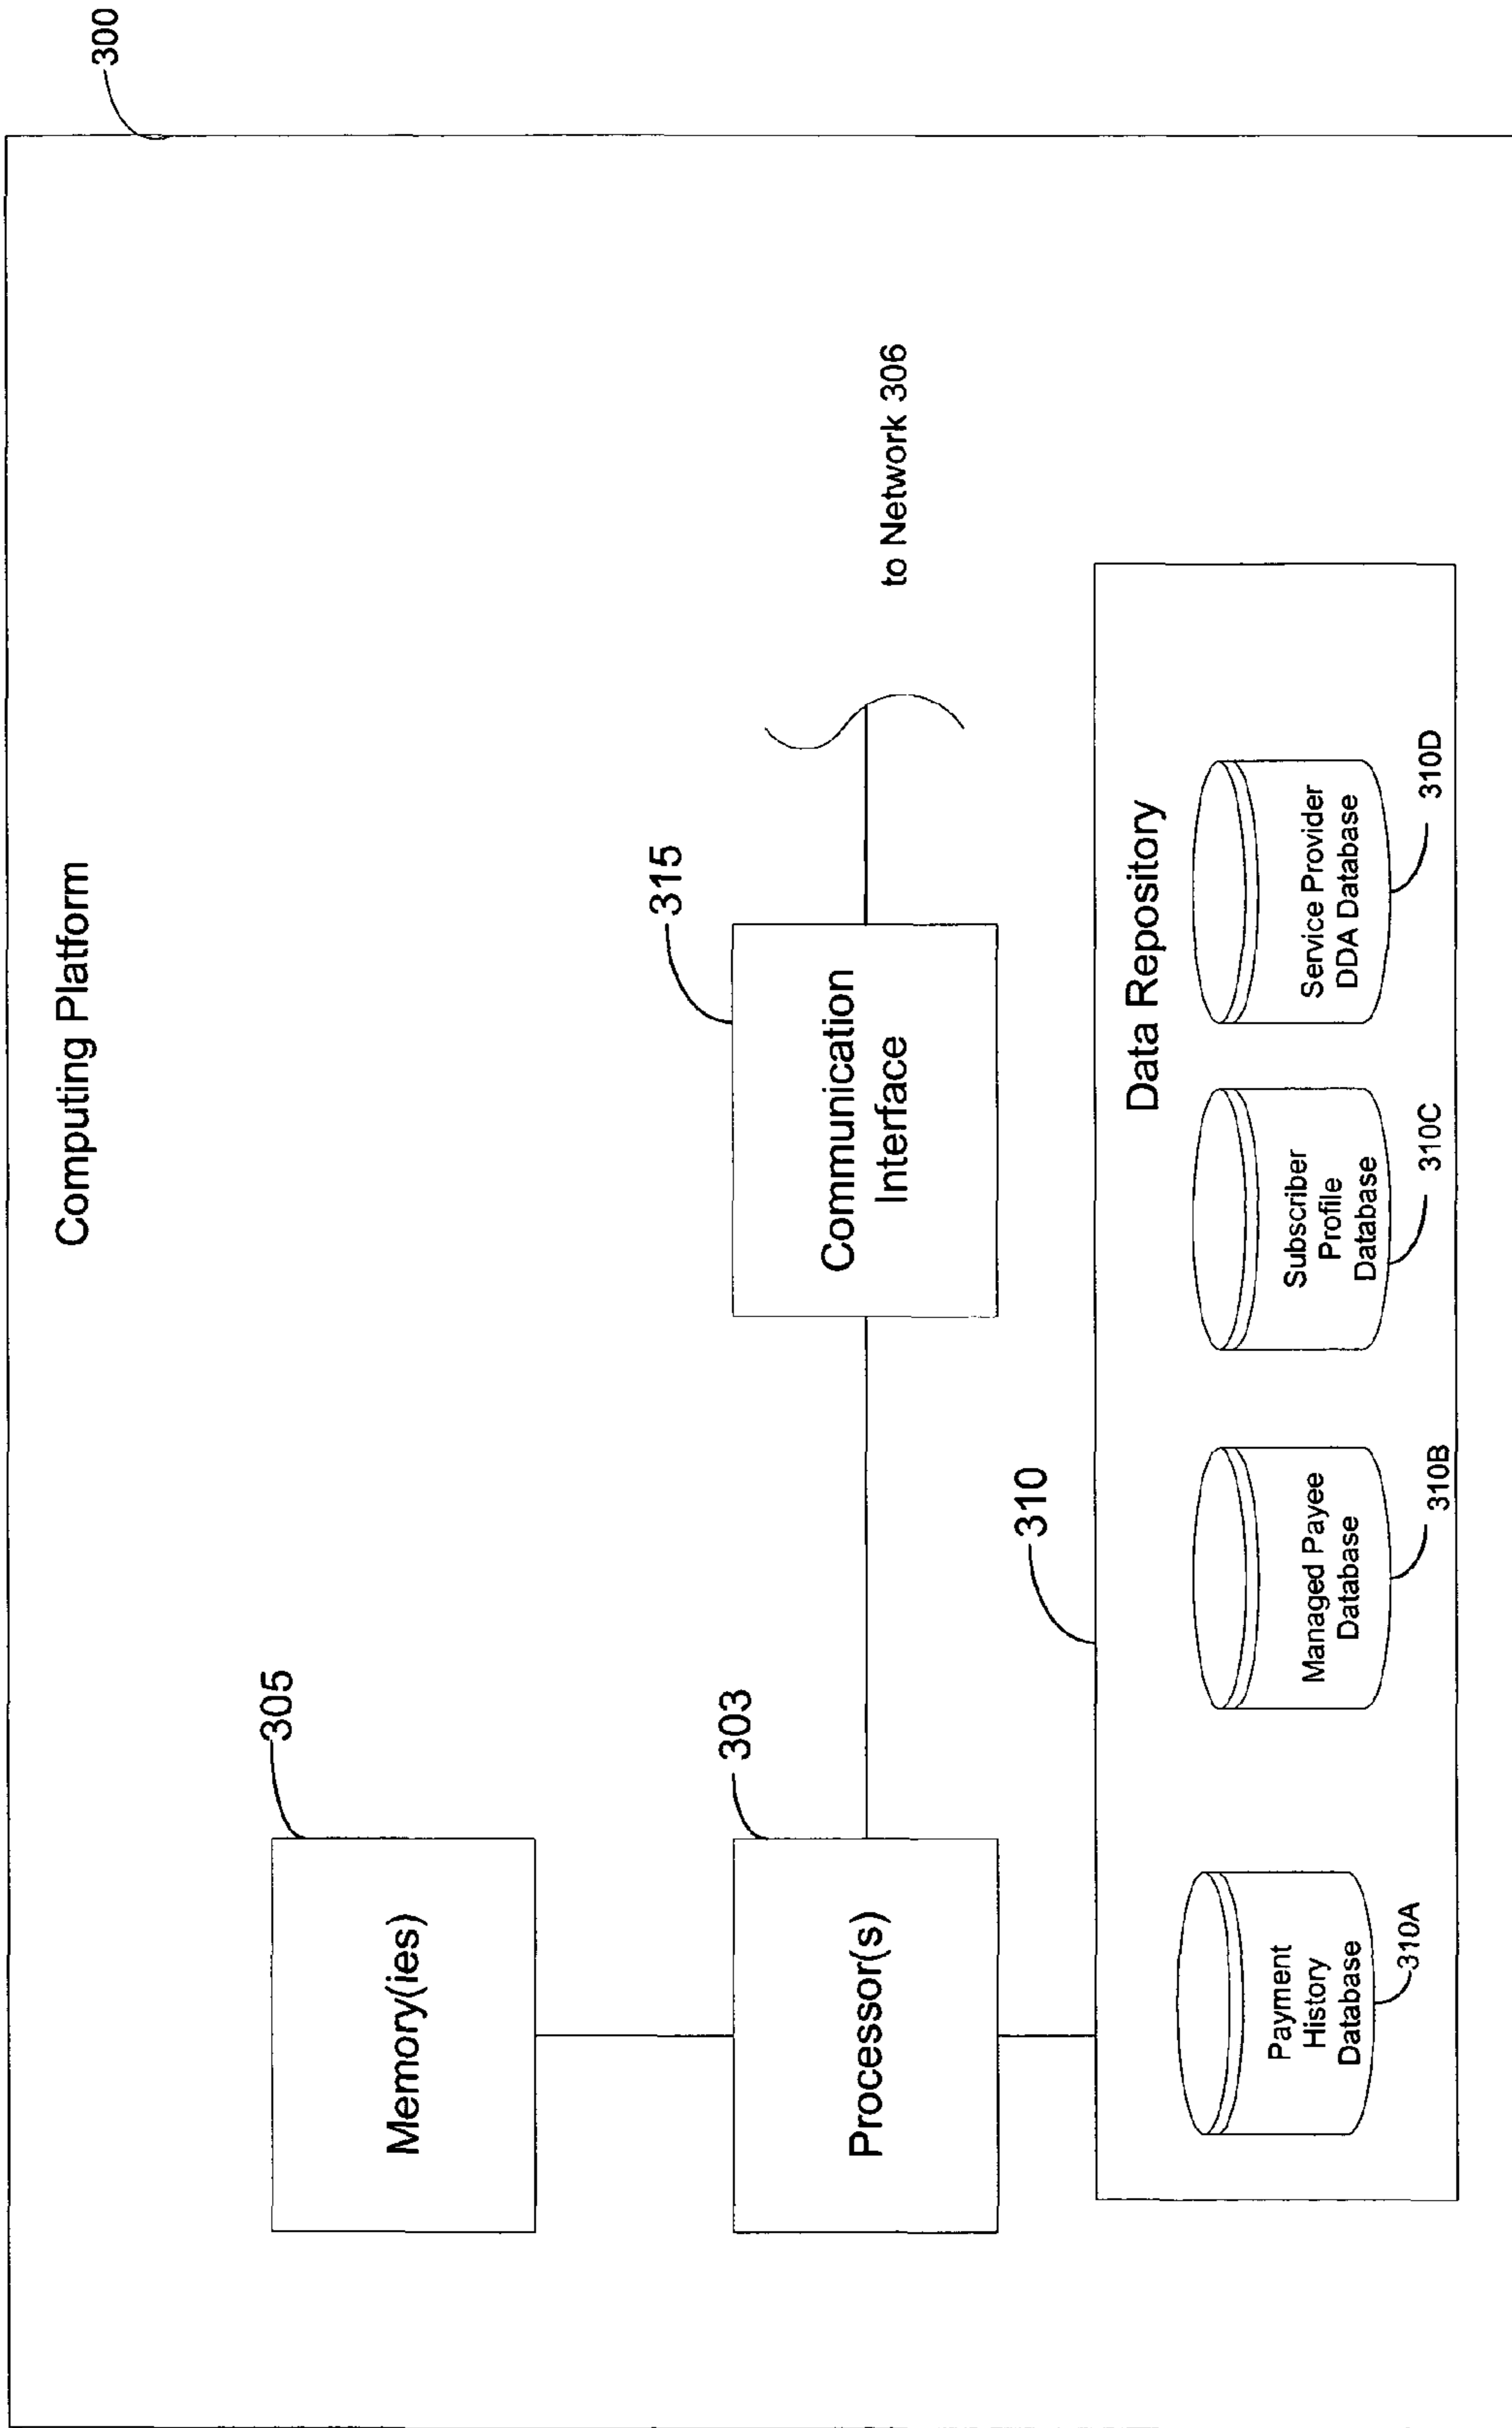 300
Computing Platform
305
Memory(ies)
303
Processor(s)
315
Communication
Interface
to Network 306
310
Data Repository
Payment
History
Database
310A
Managed Payee
Database
310B
Subscriber
Profile
Database
310C
Service Provider
DDA Database
310D